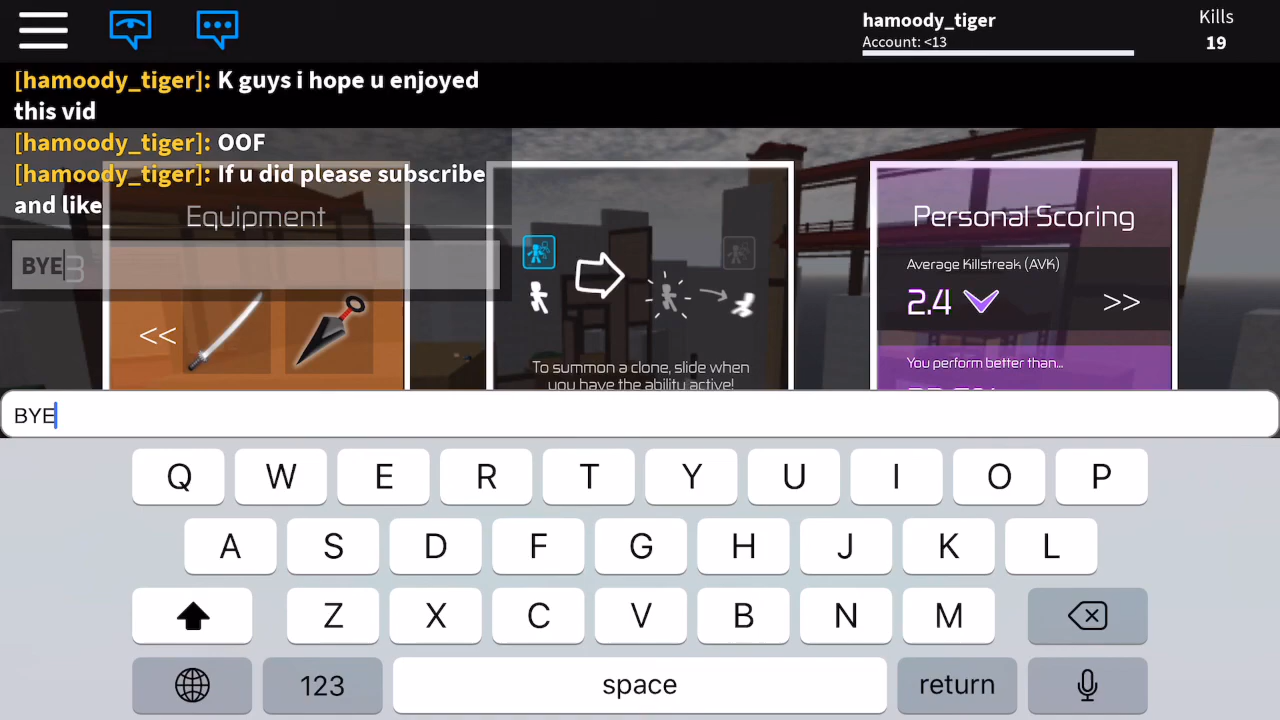 hamoody_tiger
Account: <13
Kills
19
[hamoody_tiger]: K guys i hope u enjoyed
this vid
[hamoody_tiger]: OOF
[hamoody_tiger]: If u did please subscribe
and like
BYE
Equipment
<<
To summon a clone, slide when
you have the ability active!
Personal Scoring
Average Killstreak (AVK)
2.4
>>
You perform better than...
BYE
Q W E R T Y U I O P
A S D F G H J K L
Z X C V B N M
123 space return